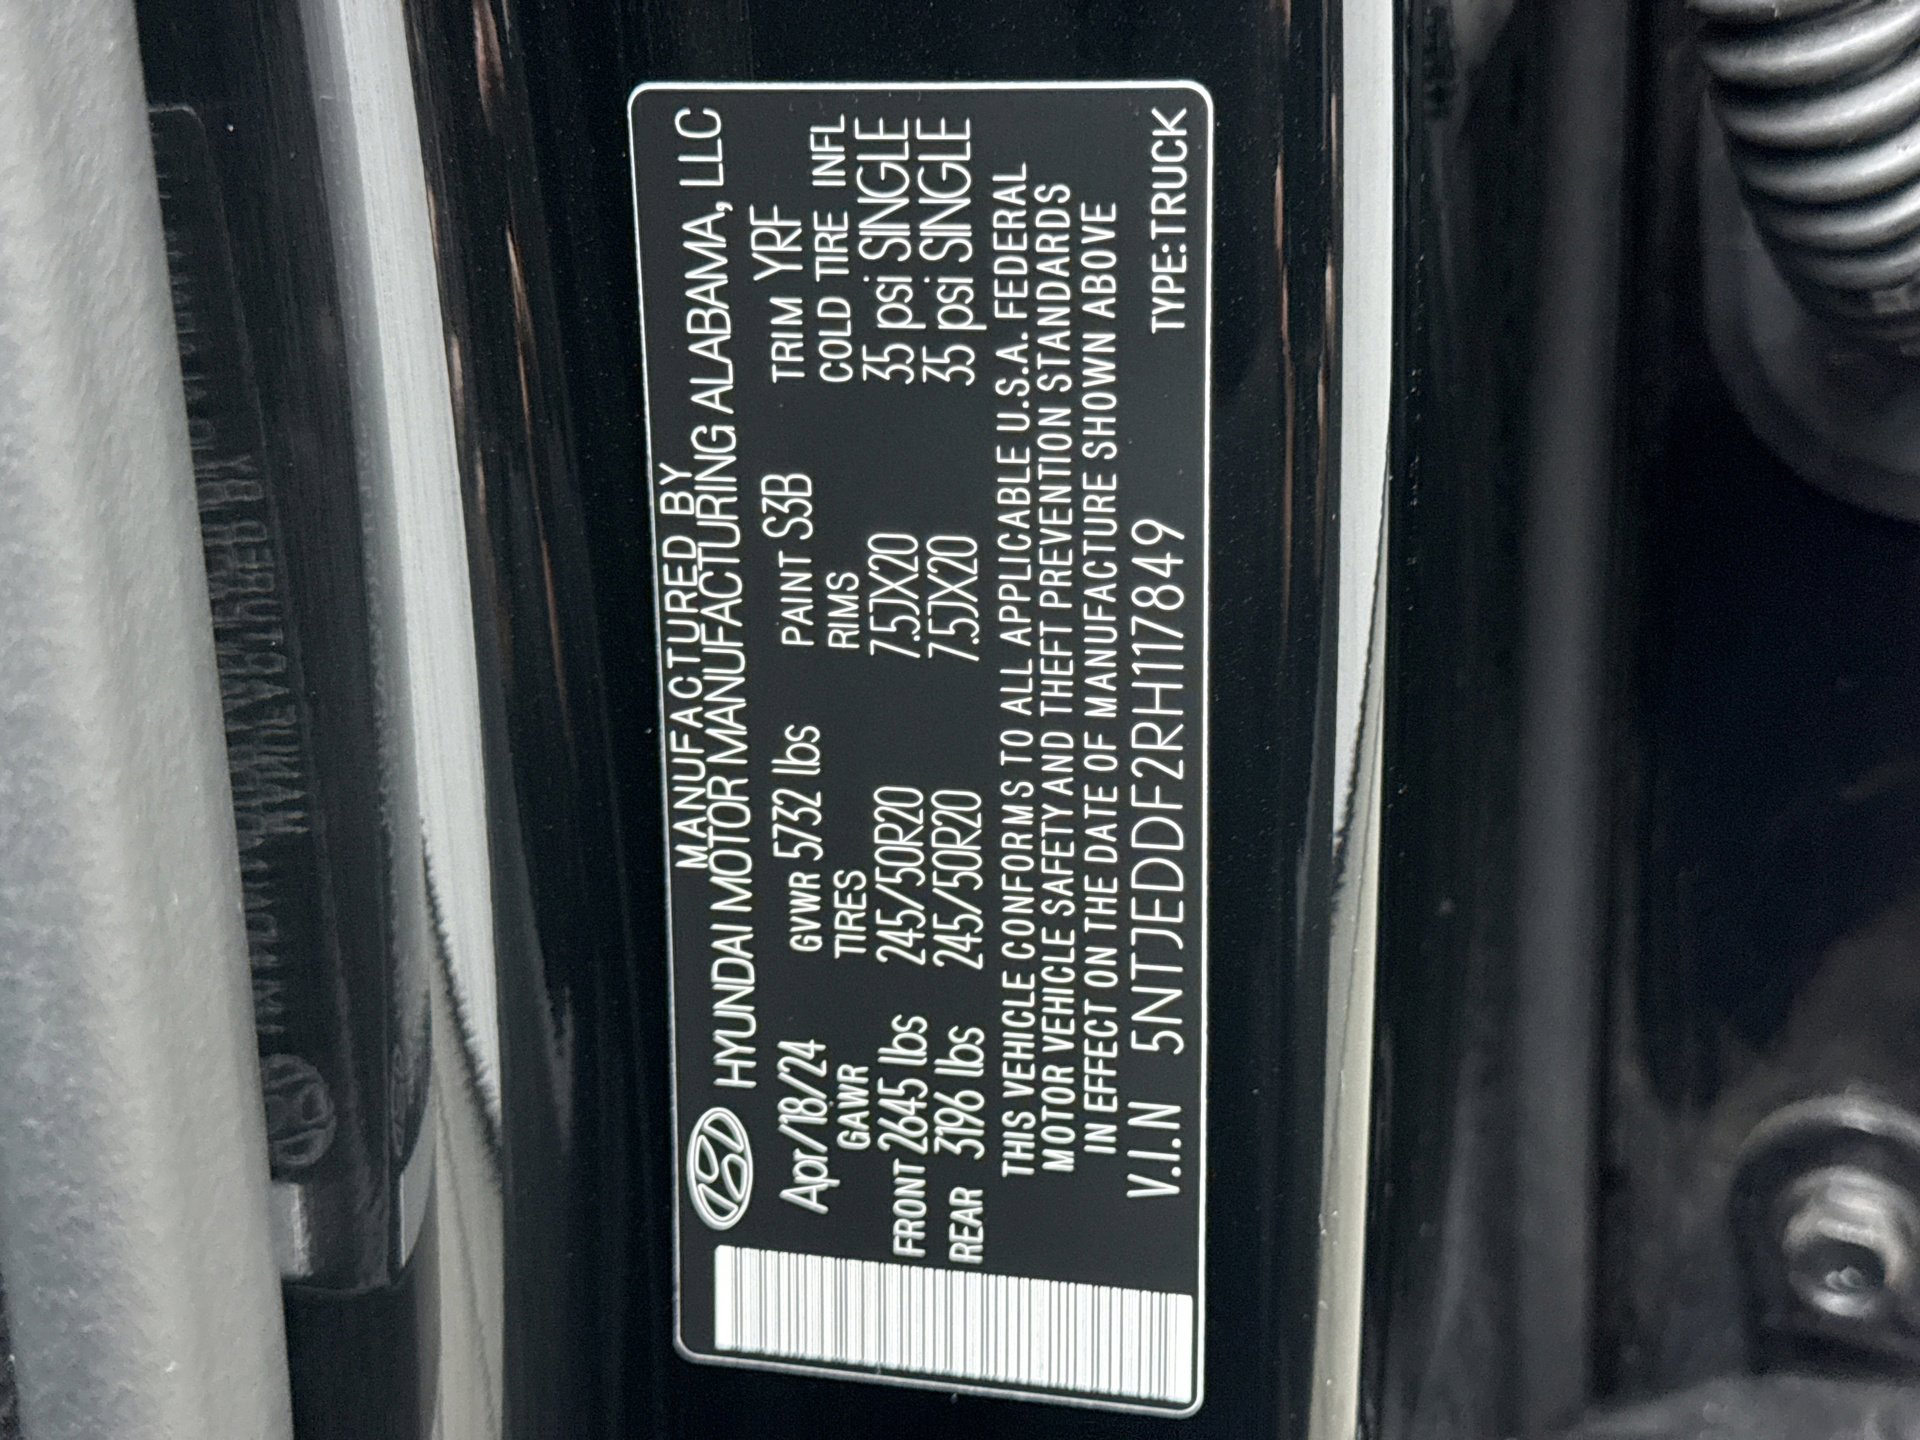 MANUFACTURED BY
HYUNDAI MOTOR MANUFACTURING ALABAMA, LLC
Apr/18/24 GVWR 5732 lbs PAINT S3B TRIM YRF
GAWR TIRES RIMS COLD TIRE INFL
FRONT 2645 lbs 245/50R20 7.5JX20 35 psi SINGLE
REAR 3196 lbs 245/50R20 7.5JX20 35 psi SINGLE
THIS VEHICLE CONFORMS TO ALL APPLICABLE U.S.A. FEDERAL
MOTOR VEHICLE SAFETY AND THEFT PREVENTION STANDARDS
IN EFFECT ON THE DATE OF MANUFACTURE SHOWN ABOVE
V.I.N 5NTJEDDF2RH117849 TYPE:TRUCK